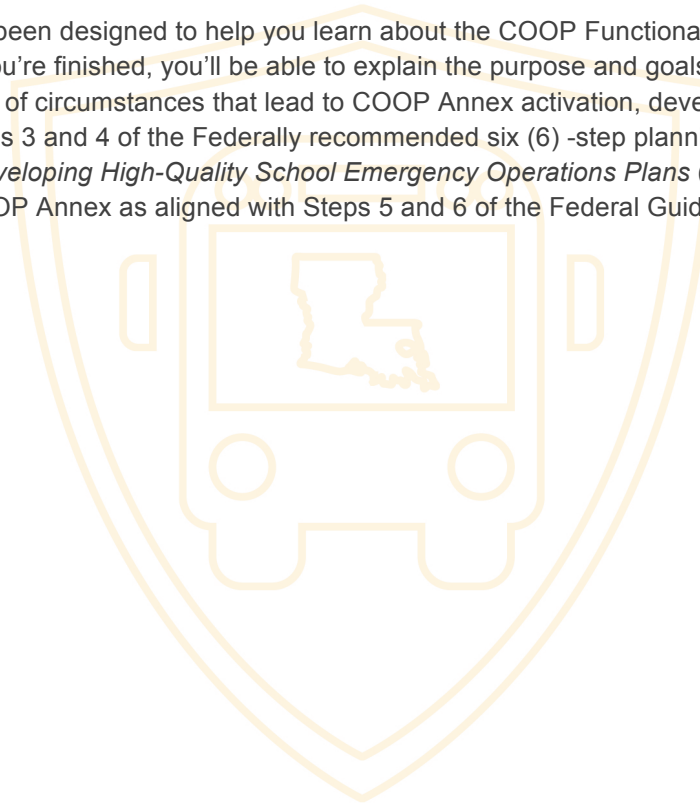 been designed to help you learn about the COOP Functiona
ou're finished, you'll be able to explain the purpose and goals
of circumstances that lead to COOP Annex activation, deve
s 3 and 4 of the Federally recommended six (6) -step plann
veloping High-Quality School Emergency Operations Plans
OP Annex as aligned with Steps 5 and 6 of the Federal Guid